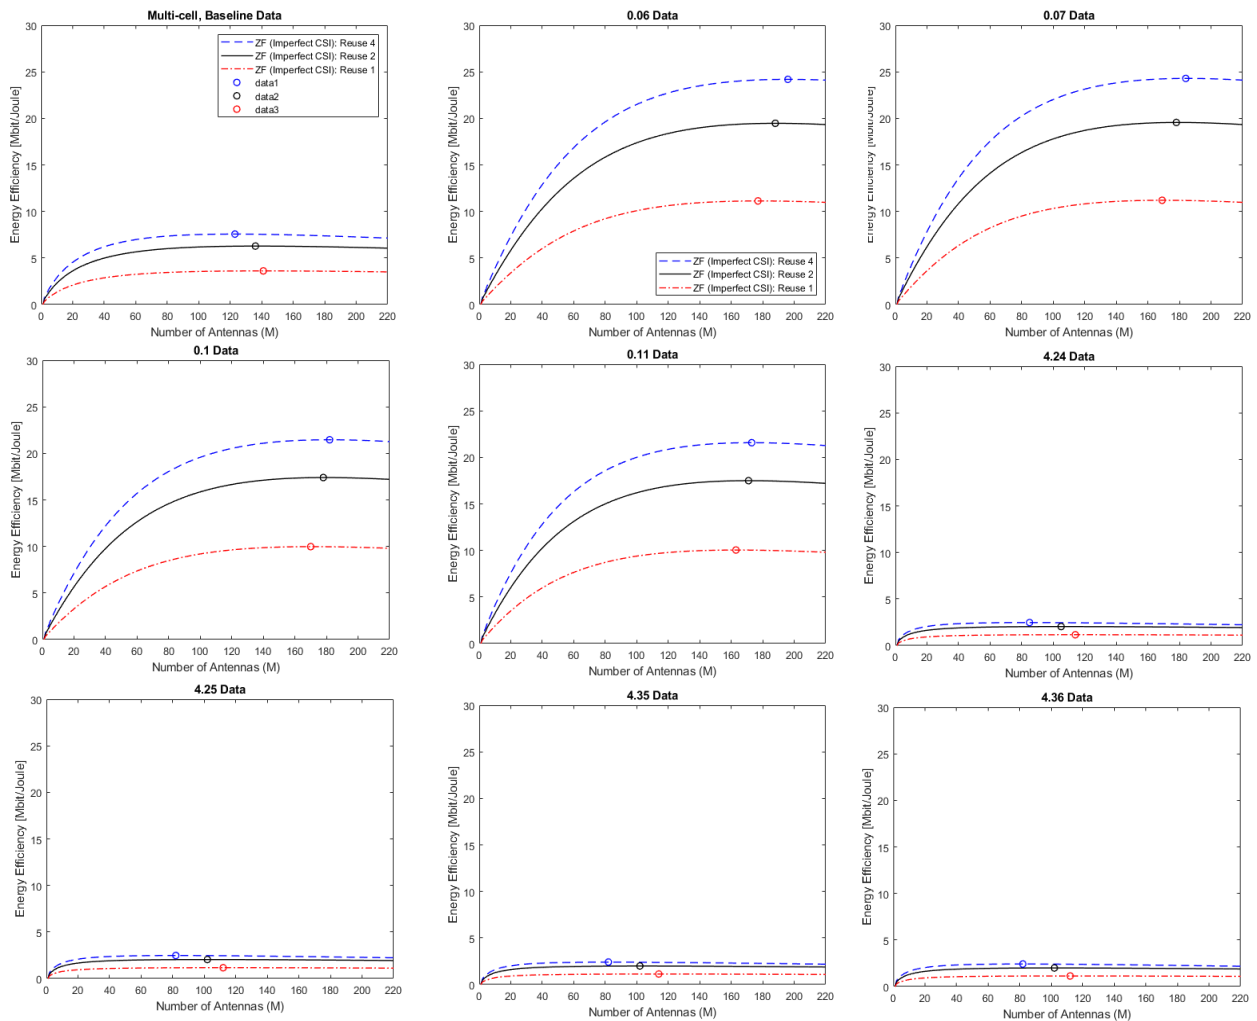 Multi-cell, Baseline Data
30
25
20
15
10
5
0
Energy Efficiency [Mbit/Joule]
ZF (Imperfect CSI): Reuse 4
ZF (Imperfect CSI): Reuse 2
ZF (Imperfect CSI): Reuse 1
data1
data2
data3
0 20 40 60 80 100 120 140 160 180 200 220
Number of Antennas (M)
0.06 Data
30
25
20
15
10
5
0
Energy Efficiency [Mbit/Joule]
ZF (Imperfect CSI): Reuse 4
ZF (Imperfect CSI): Reuse 2
ZF (Imperfect CSI): Reuse 1
0 20 40 60 80 100 120 140 160 180 200 220
Number of Antennas (M)
0.07 Data
30
25
20
15
10
5
0
Energy Efficiency [Mbit/Joule]
0 20 40 60 80 100 120 140 160 180 200 220
Number of Antennas (M)
0.1 Data
30
25
20
15
10
5
0
Energy Efficiency [Mbit/Joule]
0 20 40 60 80 100 120 140 160 180 200 220
Number of Antennas (M)
0.11 Data
30
25
20
15
10
5
0
Energy Efficiency [Mbit/Joule]
0 20 40 60 80 100 120 140 160 180 200 220
Number of Antennas (M)
4.24 Data
30
25
20
15
10
5
0
Energy Efficiency [Mbit/Joule]
0 20 40 60 80 100 120 140 160 180 200 220
Number of Antennas (M)
4.25 Data
30
25
20
15
10
5
0
Energy Efficiency [Mbit/Joule]
0 20 40 60 80 100 120 140 160 180 200 220
Number of Antennas (M)
4.35 Data
30
25
20
15
10
5
0
Energy Efficiency [Mbit/Joule]
0 20 40 60 80 100 120 140 160 180 200 220
Number of Antennas (M)
4.36 Data
30
25
20
15
10
5
0
Energy Efficiency [Mbit/Joule]
0 20 40 60 80 100 120 140 160 180 200 220
Number of Antennas (M)